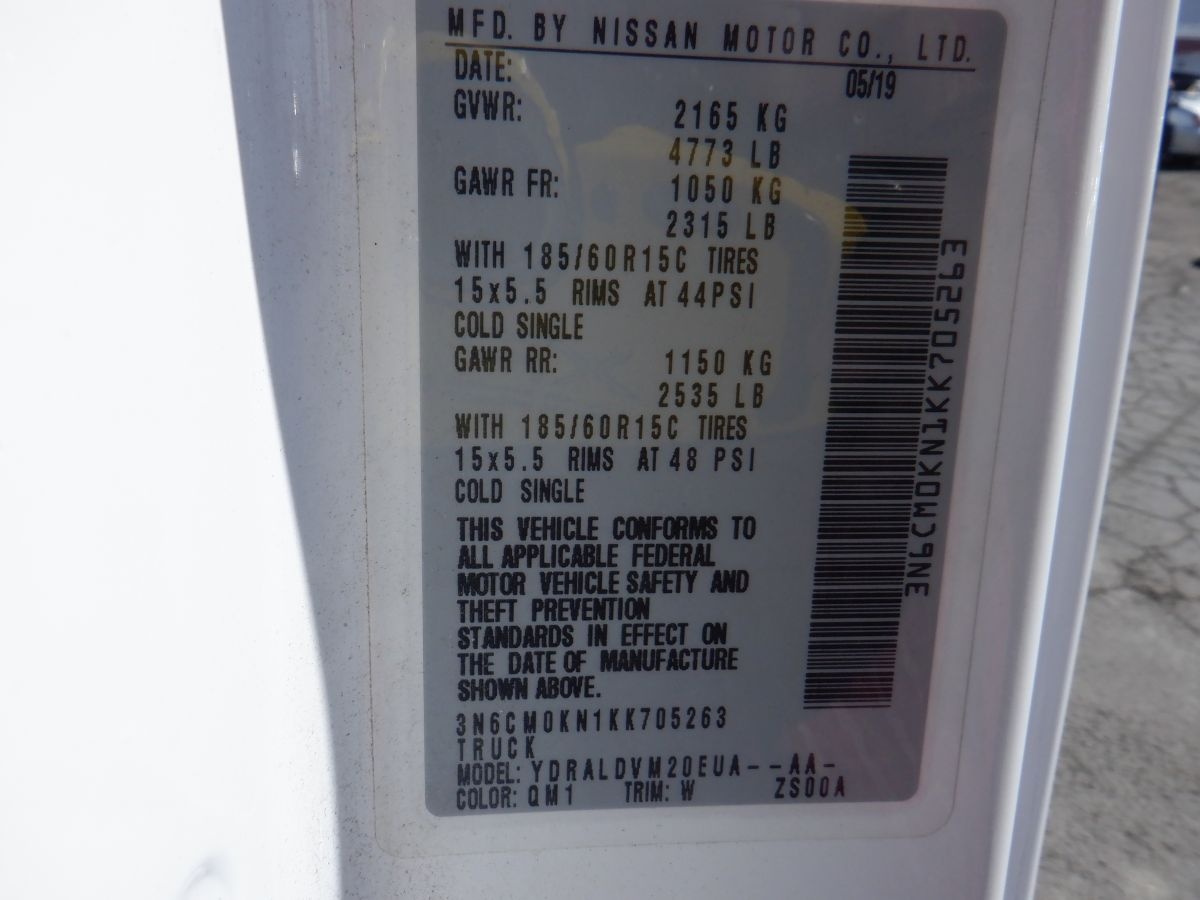 MFD. BY NISSAN MOTOR CO., LTD.
DATE: 05/19
GVWR: 2165 KG
4773 LB
GAWR FR: 1050 KG
2315 LB
WITH 185/60R15C TIRES
15x5.5 RIMS AT 44PSI
COLD SINGLE
GAWR RR: 1150 KG
2535 LB
WITH 185/60R15C TIRES
15x5.5 RIMS AT 48 PSI
COLD SINGLE
THIS VEHICLE CONFORMS TO
ALL APPLICABLE FEDERAL
MOTOR VEHICLE SAFETY AND
THEFT PREVENTION
STANDARDS IN EFFECT ON
THE DATE OF MANUFACTURE
SHOWN ABOVE.
3N6CM0KN1KK705263
TRUCK
MODEL: YDRALDVM20EUA--AA-
COLOR: QM1 TRIM: W ZS00A
3N6CM0KN1KK705263